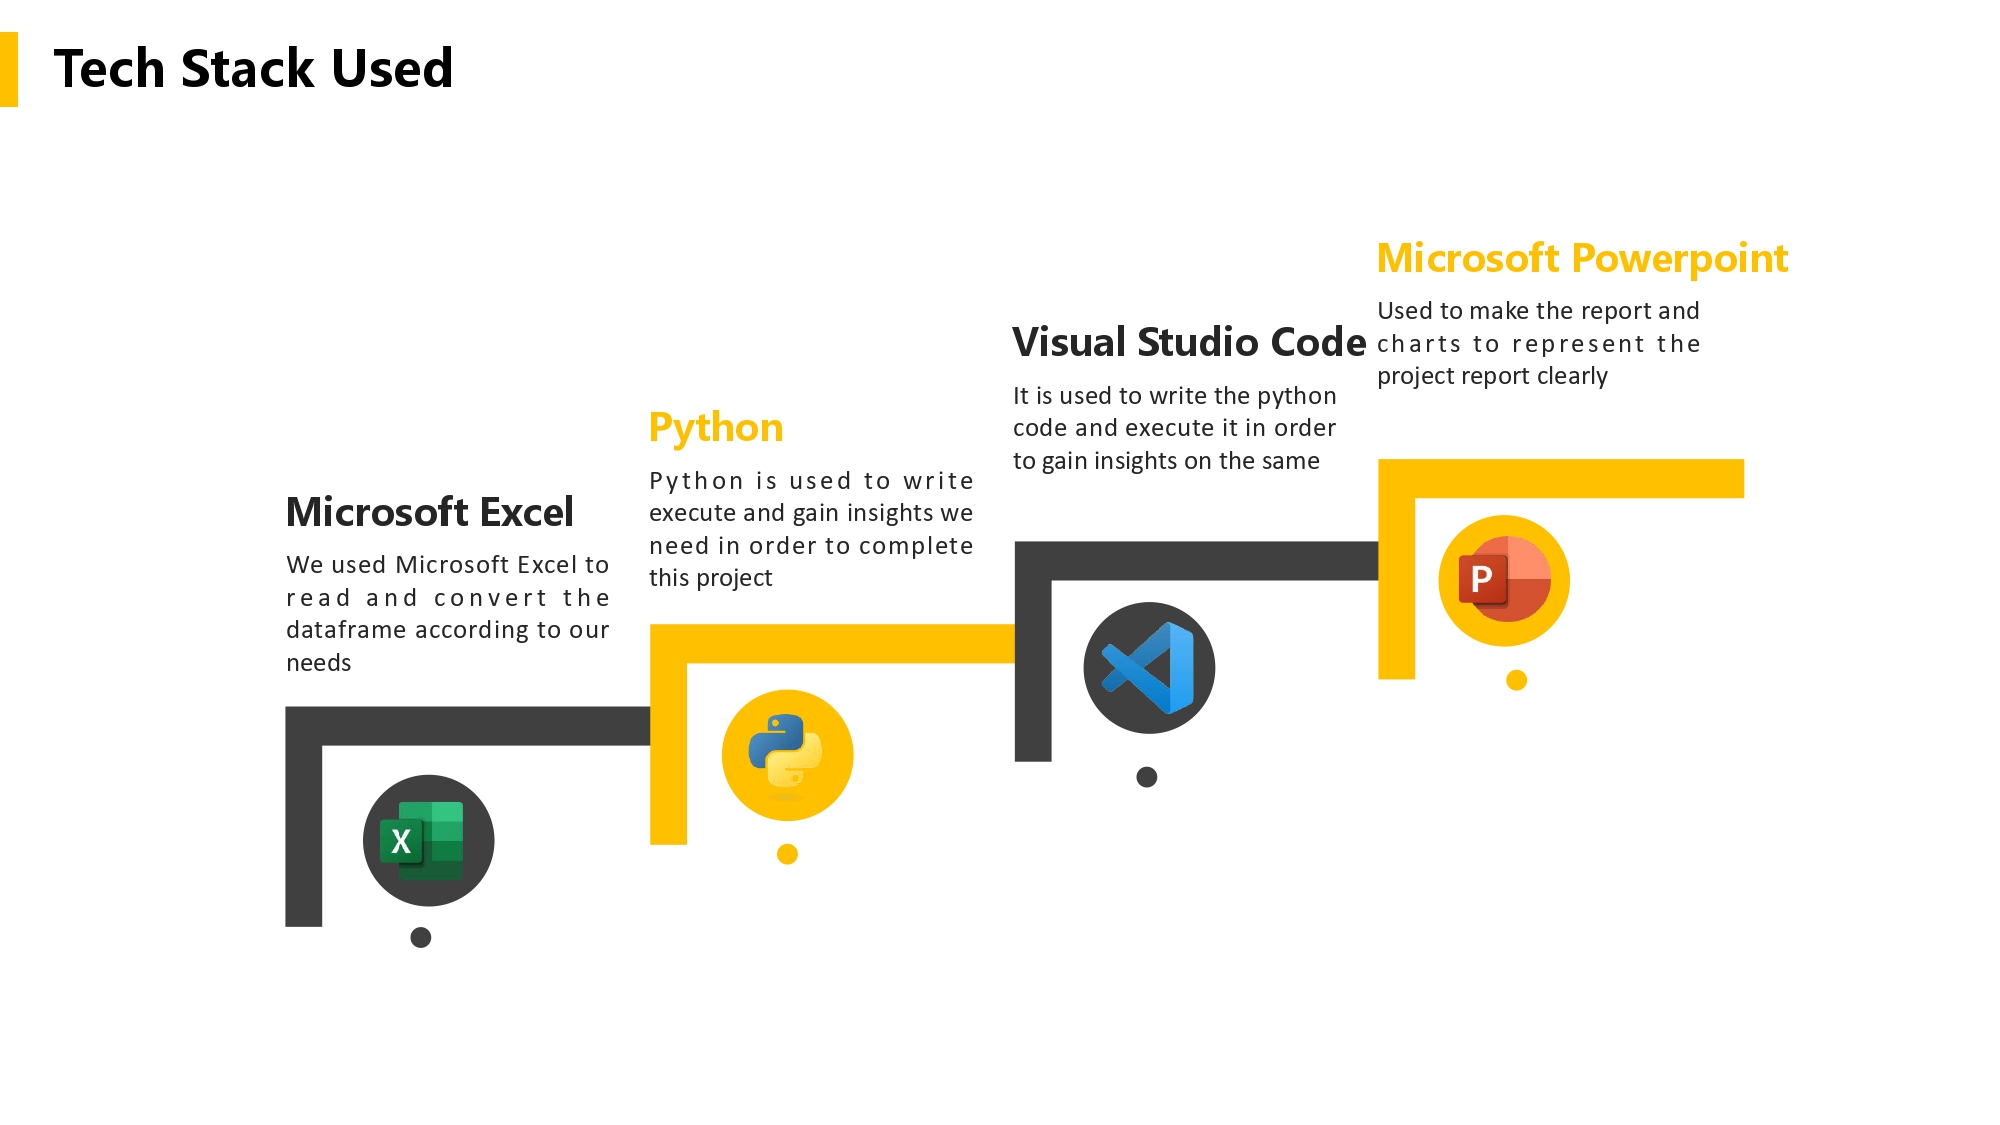 Tech Stack Used
Microsoft Excel
We used Microsoft Excel to
read and convert the
dataframe according to our
needs
X
Python
Python is used to write
execute and gain insights we
need in order to complete
this project
Visual Studio Code
It is used to write the python
code and execute it in order
to gain insights on the same
Microsoft Powerpoint
Used to make the report and
charts to represent the
project report clearly
P